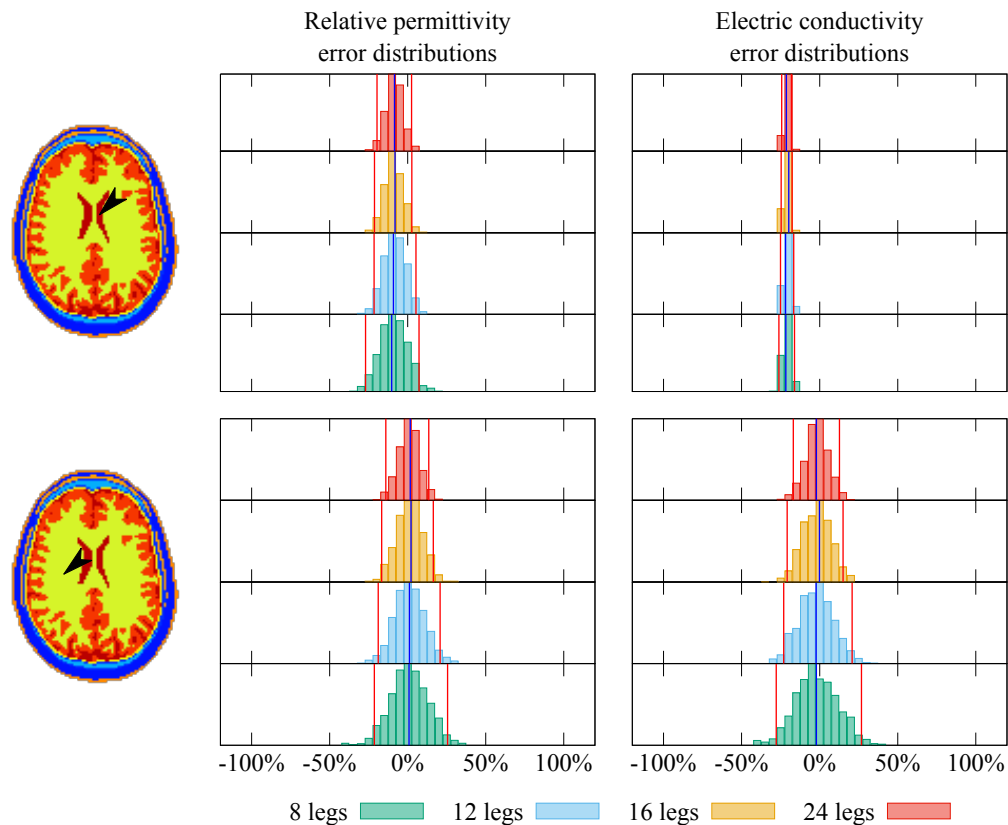 Relative permittivity
error distributions
Electric conductivity
error distributions
-100% -50% 0% 50% 100%
-100% -50% 0% 50% 100%
8 legs 12 legs 16 legs 24 legs